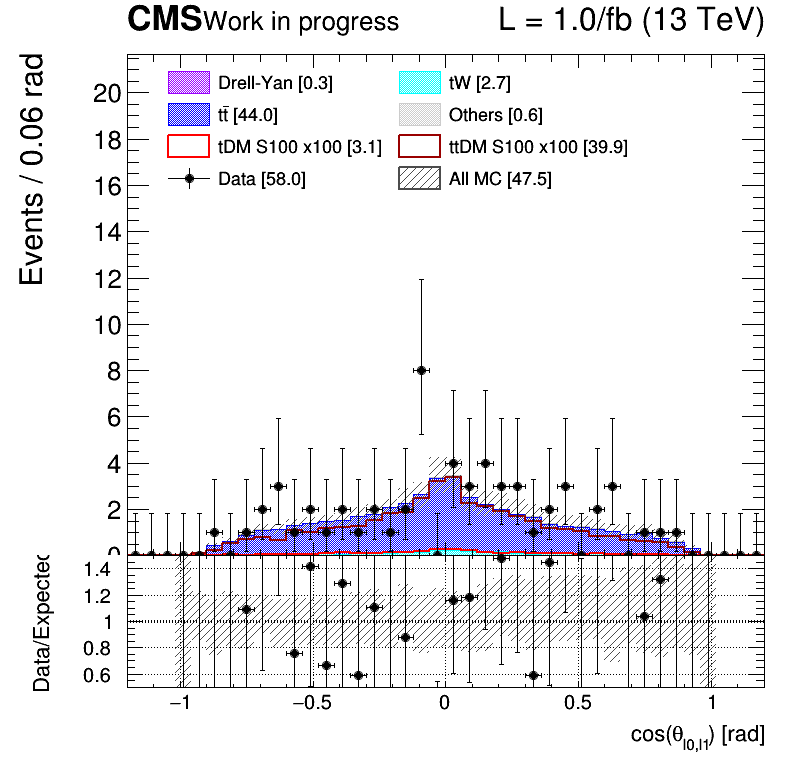 CMS Work in progress L = 1.0/fb (13 TeV)
Events / 0.06 rad
Drell-Yan [0.3] tW [2.7]
tt̄ [44.0] Others [0.6]
tDM S100 x100 [3.1] ttDM S100 x100 [39.9]
Data [58.0] All MC [47.5]
20
18
16
14
12
10
8
6
4
2
0
Data/Expected
1.4
1.2
1
0.8
0.6
−1 −0.5 0 0.5 1
cos(θl0,l1) [rad]